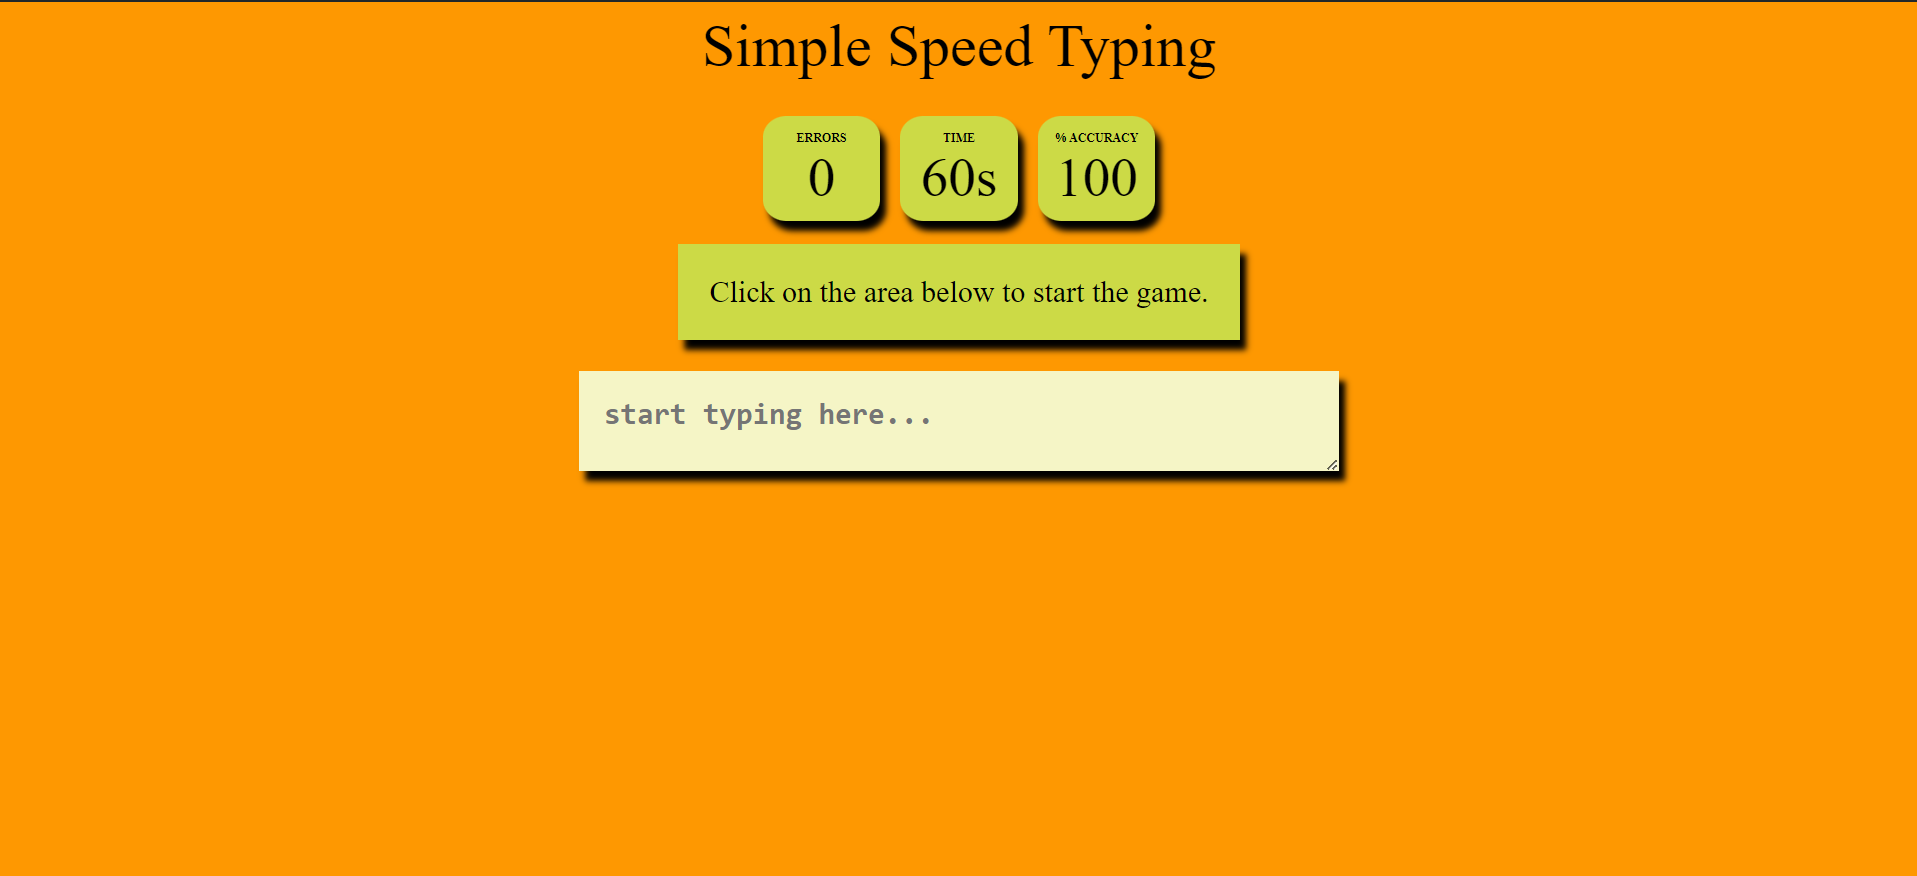 Simple Speed Typing
ERRORS TIME % ACCURACY
0 60s 100
Click on the area below to start the game.
start typing here...